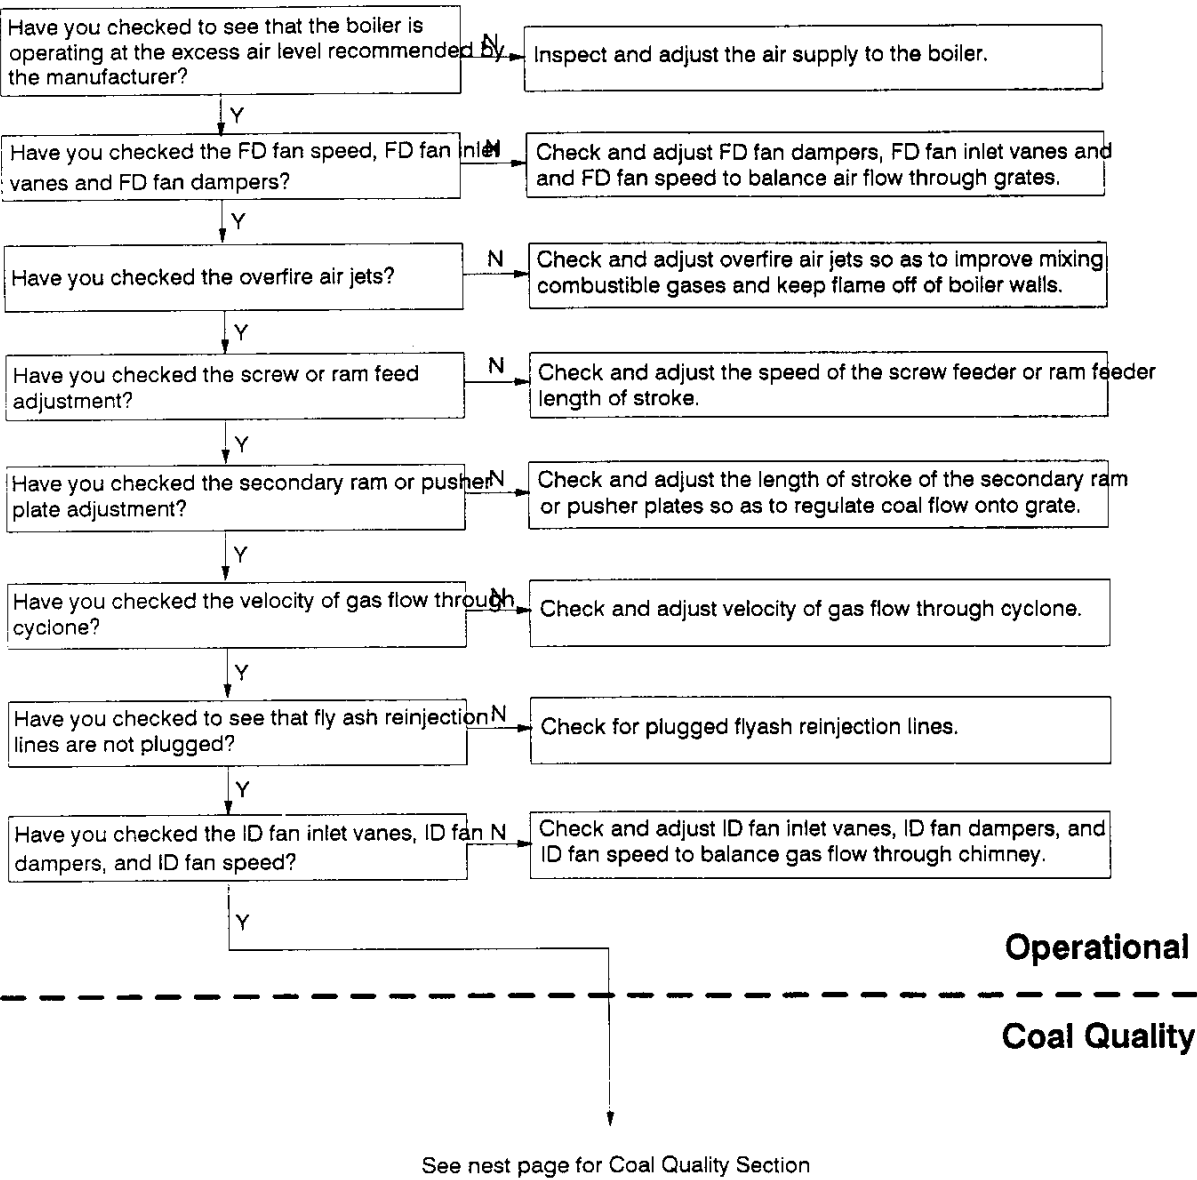 Have you checked to see that the boiler is
operating at the excess air level recommended by
the manufacturer?
N
Inspect and adjust the air supply to the boiler.
Y
Have you checked the FD fan speed, FD fan inlet
vanes and FD fan dampers?
N
Check and adjust FD fan dampers, FD fan inlet vanes and
and FD fan speed to balance air flow through grates.
Y
Have you checked the overfire air jets?
N
Check and adjust overfire air jets so as to improve mixing
combustible gases and keep flame off of boiler walls.
Y
Have you checked the screw or ram feed
adjustment?
N
Check and adjust the speed of the screw feeder or ram feeder
length of stroke.
Y
Have you checked the secondary ram or pusher
plate adjustment?
N
Check and adjust the length of stroke of the secondary ram
or pusher plates so as to regulate coal flow onto grate.
Y
Have you checked the velocity of gas flow through
cyclone?
N
Check and adjust velocity of gas flow through cyclone.
Y
Have you checked to see that fly ash reinjection
lines are not plugged?
N
Check for plugged flyash reinjection lines.
Y
Have you checked the ID fan inlet vanes, ID fan
dampers, and ID fan speed?
N
Check and adjust ID fan inlet vanes, ID fan dampers, and
ID fan speed to balance gas flow through chimney.
Y
Operational
Coal Quality
See nest page for Coal Quality Section